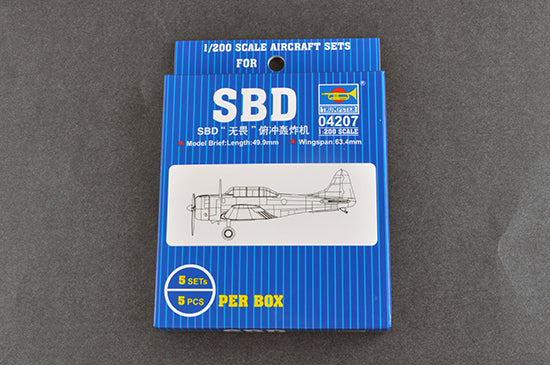 1/200 SCALE AIRCRAFT SETS
FOR
SBD
TRUMPETER
04207
1:200 SCALE
SBD "无畏" 俯冲轰炸机
Model Brief:Length:49.9mm Wingspan:63.4mm
5 SETs
5 PCS
PER BOX